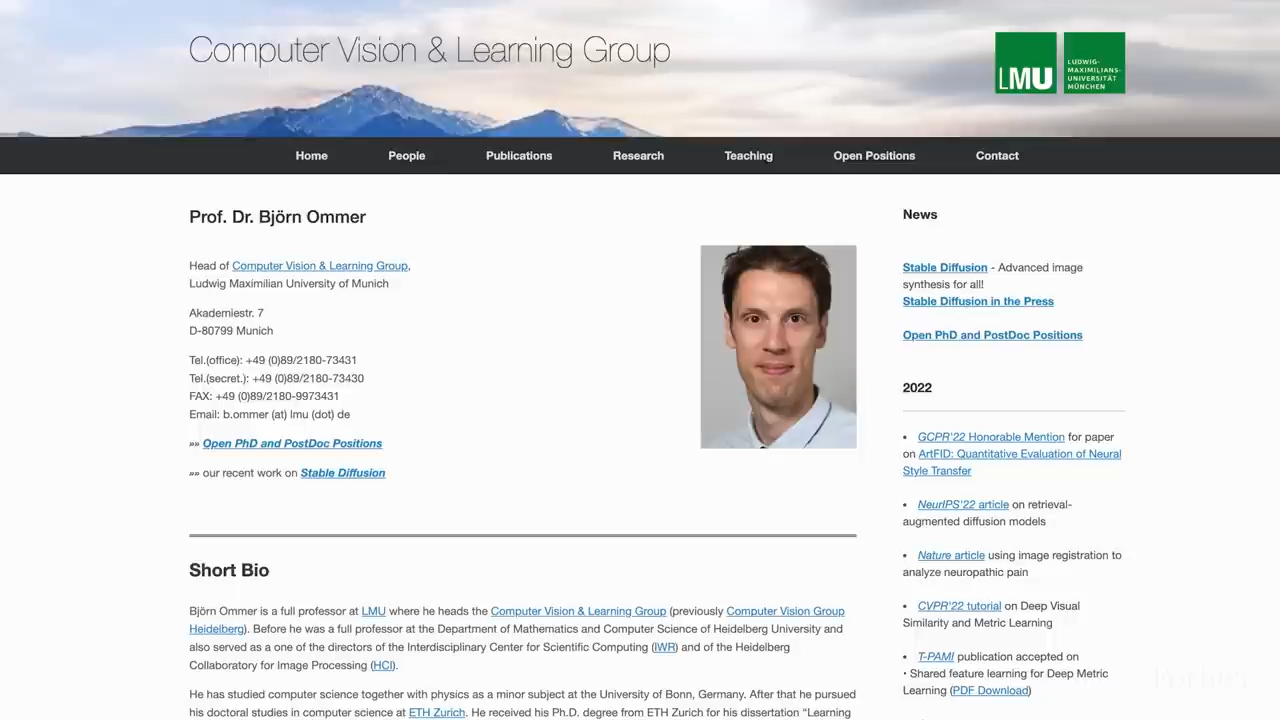 Computer Vision & Learning Group
LMU
LUDWIG-
MAXIMILIANS-
UNIVERSITÄT
MÜNCHEN
Home People Publications Research Teaching Open Positions Contact
Prof. Dr. Björn Ommer
Head of Computer Vision & Learning Group,
Ludwig Maximilian University of Munich
Akademiestr. 7
D-80799 Munich
Tel.(office): +49 (0)89/2180-73431
Tel.(secret.): +49 (0)89/2180-73430
FAX: +49 (0)89/2180-9973431
Email: b.ommer (at) lmu (dot) de
»» Open PhD and PostDoc Positions
»» our recent work on Stable Diffusion
Short Bio
Björn Ommer is a full professor at LMU where he heads the Computer Vision & Learning Group (previously Computer Vision Group
Heidelberg). Before he was a full professor at the Department of Mathematics and Computer Science of Heidelberg University and
also served as a one of the directors of the Interdisciplinary Center for Scientific Computing (IWR) and of the Heidelberg
Collaboratory for Image Processing (HCI).
He has studied computer science together with physics as a minor subject at the University of Bonn, Germany. After that he pursued
his doctoral studies in computer science at ETH Zurich. He received his Ph.D. degree from ETH Zurich for his dissertation “Learning
News
Stable Diffusion - Advanced image
synthesis for all!
Stable Diffusion in the Press
Open PhD and PostDoc Positions
2022
• GCPR'22 Honorable Mention for paper
on ArtFID: Quantitative Evaluation of Neural
Style Transfer
• NeurIPS'22 article on retrieval-
augmented diffusion models
• Nature article using image registration to
analyze neuropathic pain
• CVPR'22 tutorial on Deep Visual
Similarity and Metric Learning
• T-PAMI publication accepted on
• Shared feature learning for Deep Metric
Learning (PDF Download)